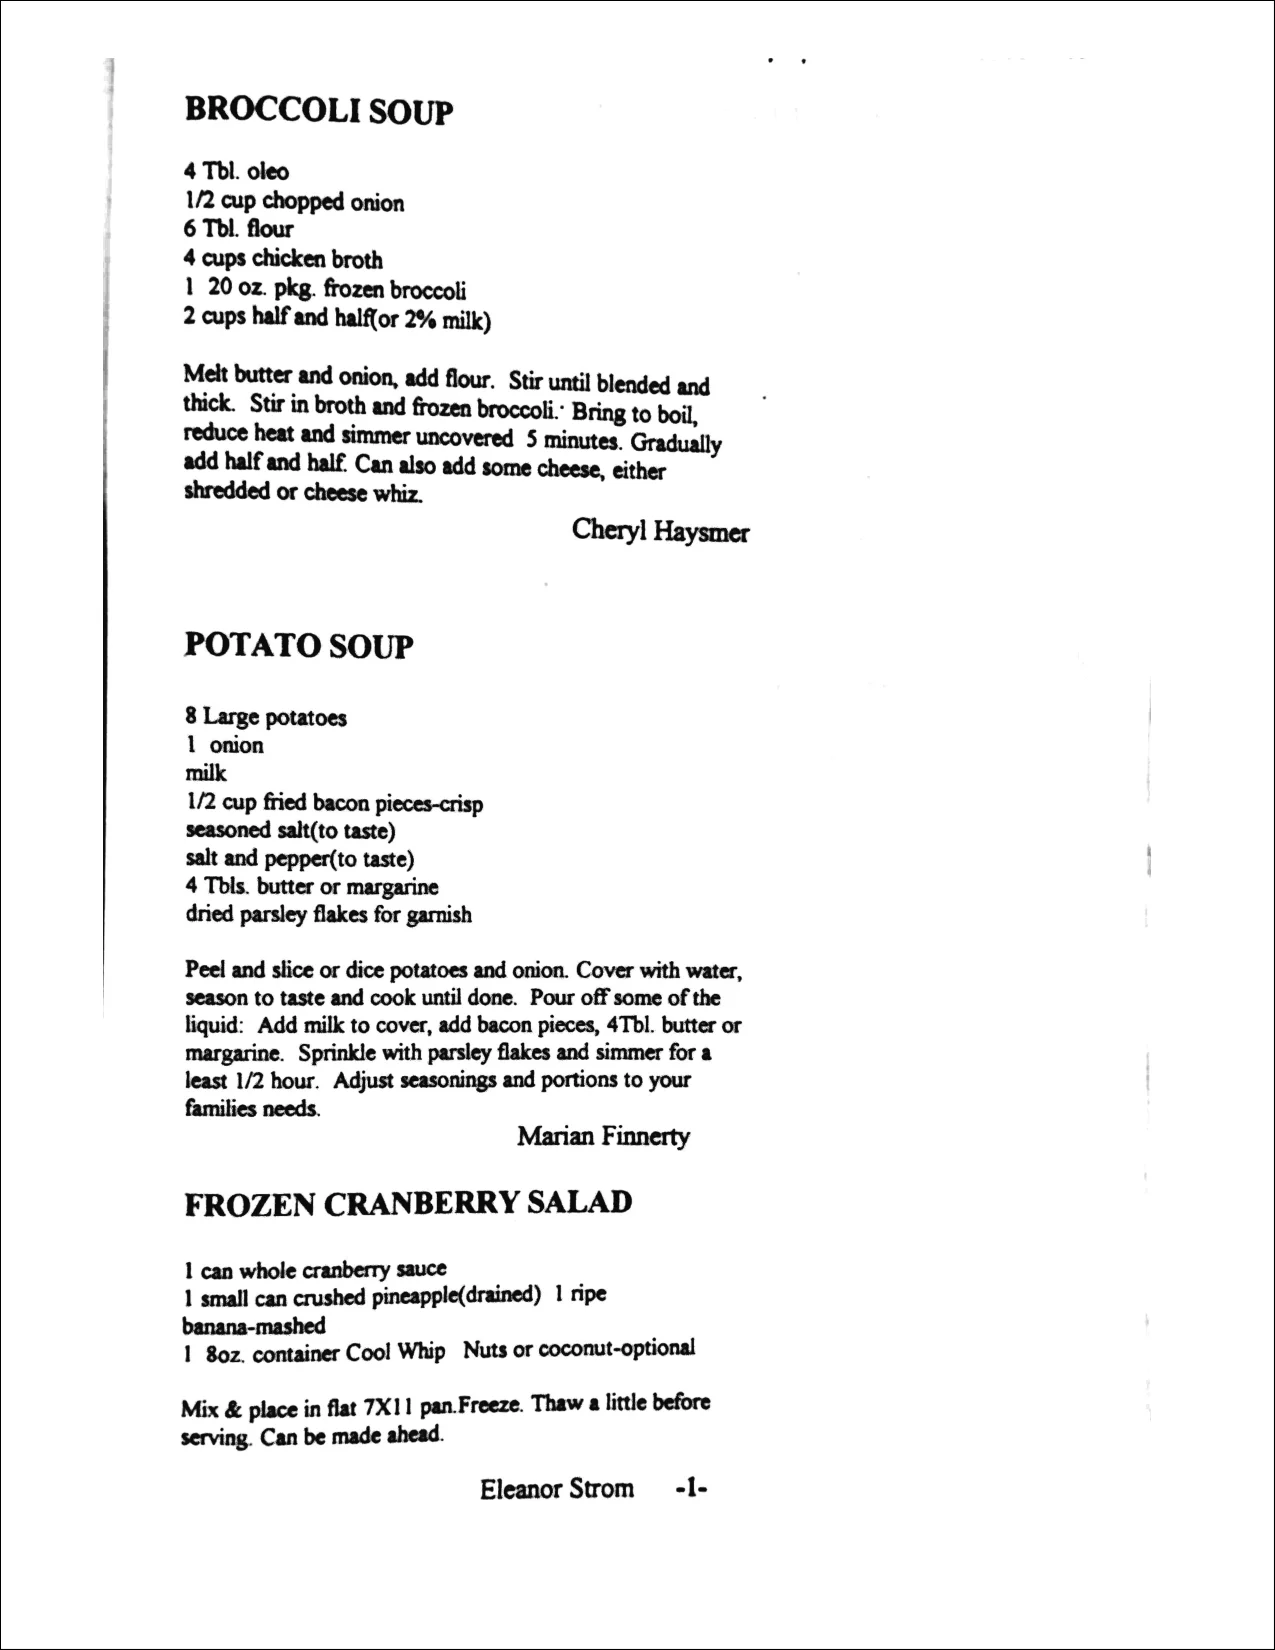 BROCCOLI SOUP
4 Tbl. oleo
1/2 cup chopped onion
6 Tbl. flour
4 cups chicken broth
1 20 oz. pkg. frozen broccoli
2 cups half and half(or 2% milk)
Melt butter and onion, add flour. Stir until blended and
thick. Stir in broth and frozen broccoli. Bring to boil,
reduce heat and simmer uncovered 5 minutes. Gradually
add half and half. Can also add some cheese, either
shredded or cheese whiz.
Cheryl Haysmer
POTATO SOUP
8 Large potatoes
1 onion
milk
1/2 cup fried bacon pieces-crisp
seasoned salt(to taste)
salt and pepper(to taste)
4 Tbls. butter or margarine
dried parsley flakes for garnish
Peel and slice or dice potatoes and onion. Cover with water,
season to taste and cook until done. Pour off some of the
liquid: Add milk to cover, add bacon pieces, 4Tbl. butter or
margarine. Sprinkle with parsley flakes and simmer for a
least 1/2 hour. Adjust seasonings and portions to your
families needs.
Marian Finnerty
FROZEN CRANBERRY SALAD
1 can whole cranberry sauce
1 small can crushed pineapple(drained) 1 ripe
banana-mashed
1 8oz. container Cool Whip Nuts or coconut-optional
Mix & place in flat 7X11 pan.Freeze. Thaw a little before
serving. Can be made ahead.
Eleanor Strom -1-